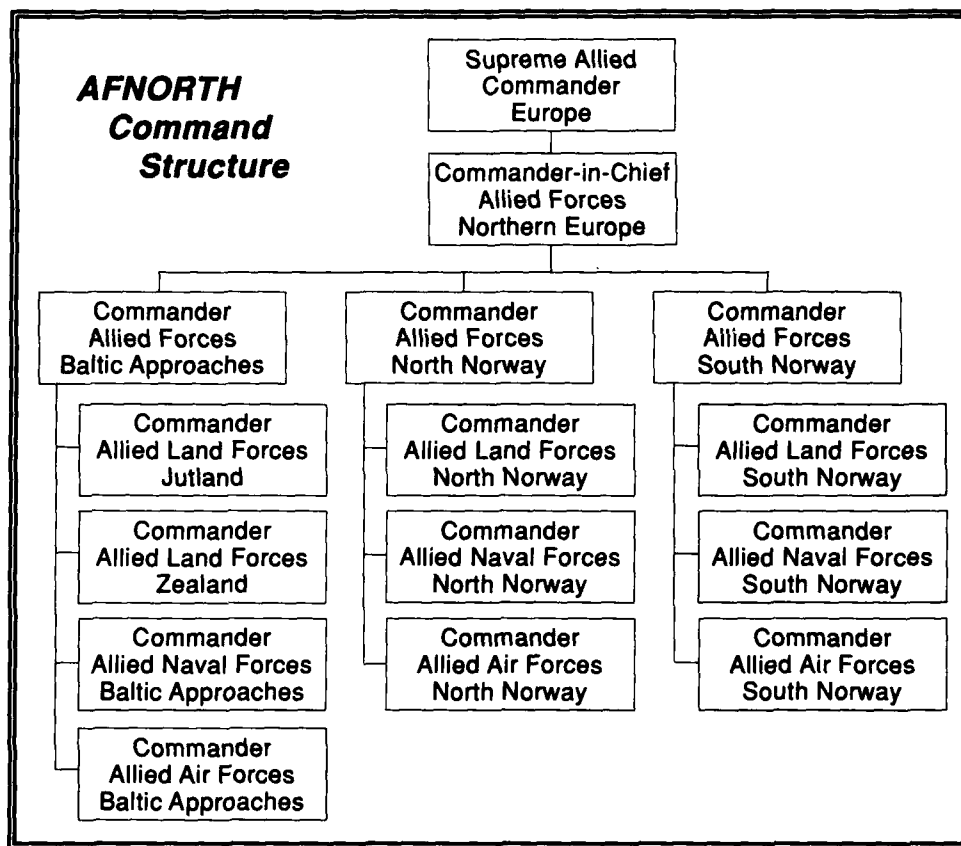 AFNORTH
Command
Structure
Supreme Allied
Commander
Europe
Commander-in-Chief
Allied Forces
Northern Europe
Commander
Allied Forces
Baltic Approaches
Commander
Allied Land Forces
Jutland
Commander
Allied Land Forces
Zealand
Commander
Allied Naval Forces
Baltic Approaches
Commander
Allied Air Forces
Baltic Approaches
Commander
Allied Forces
North Norway
Commander
Allied Land Forces
North Norway
Commander
Allied Naval Forces
North Norway
Commander
Allied Air Forces
North Norway
Commander
Allied Forces
South Norway
Commander
Allied Land Forces
South Norway
Commander
Allied Naval Forces
South Norway
Commander
Allied Air Forces
South Norway